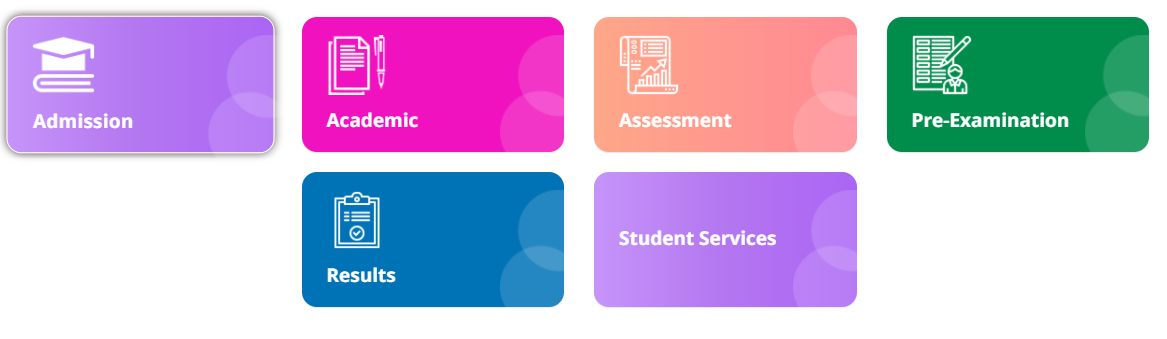 Admission
Academic
Assessment
Pre-Examination
Results
Student Services